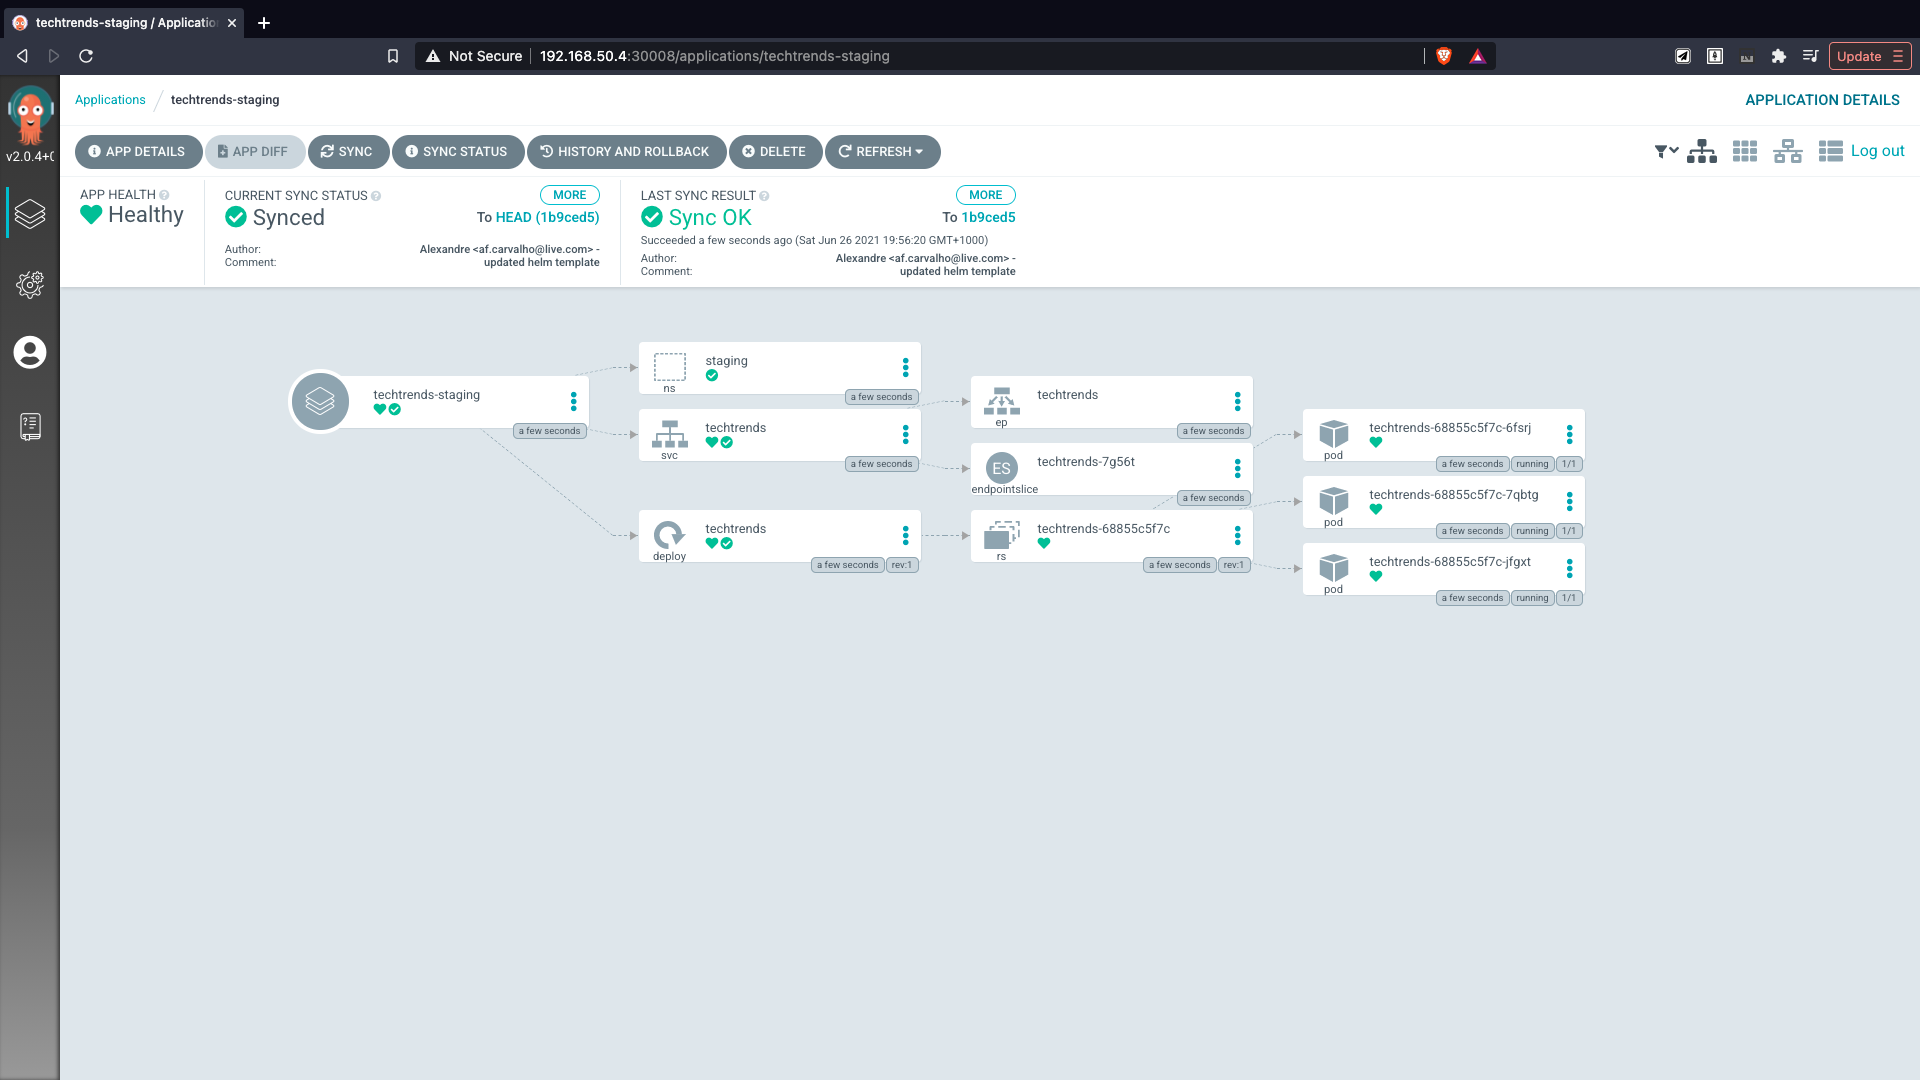 techtrends-staging / Applicatio
Not Secure
192.168.50.4:30008/applications/techtrends-staging
Update
v2.0.4+
Applications
techtrends-staging
APPLICATION DETAILS
APP DETAILS
APP DIFF
SYNC
SYNC STATUS
HISTORY AND ROLLBACK
DELETE
REFRESH
Log out
APP HEALTH
Healthy
CURRENT SYNC STATUS
MORE
Synced
To HEAD (1b9ced5)
Author: Alexandre <af.carvalho@live.com> -
Comment: updated helm template
LAST SYNC RESULT
MORE
Sync OK
To 1b9ced5
Succeeded a few seconds ago (Sat Jun 26 2021 19:56:20 GMT+1000)
Author: Alexandre <af.carvalho@live.com> -
Comment: updated helm template
techtrends-staging
a few seconds
staging
ns
a few seconds
techtrends
svc
a few seconds
techtrends
deploy
a few seconds
rev:1
techtrends
ep
a few seconds
ES
techtrends-7g56t
endpointslice
a few seconds
techtrends-68855c5f7c
rs
a few seconds
rev:1
techtrends-68855c5f7c-6fsrj
pod
a few seconds
running
1/1
techtrends-68855c5f7c-7qbtg
pod
a few seconds
running
1/1
techtrends-68855c5f7c-jfgxt
pod
a few seconds
running
1/1